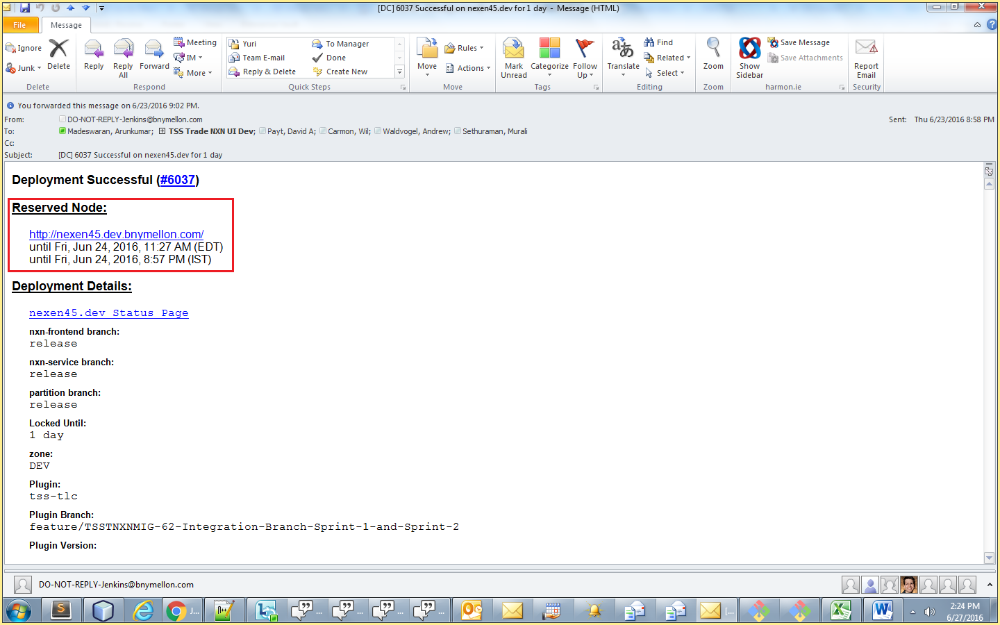 [DC] 6037 Successful on nexen45.dev for 1 day - Message (HTML)
File
Message
Ignore
Junk
Delete
Delete
Reply
Reply All
Forward
Meeting
IM
More
Respond
Yuri
Team E-mail
Reply & Delete
To Manager
Done
Create New
Quick Steps
Move
Rules
Actions
Move
Mark Unread
Categorize
Follow Up
Tags
Translate
Find
Related
Select
Editing
Zoom
Zoom
Show Sidebar
Save Message
Save Attachments
harmon.ie
Report Email
Security
You forwarded this message on 6/23/2016 9:02 PM.
From: DO-NOT-REPLY-Jenkins@bnymellon.com
Sent: Thu 6/23/2016 8:58 PM
To: Madeswaran, Arunkumar; TSS Trade NXN UI Dev; Payt, David A; Carmon, Wil; Waldvogel, Andrew; Sethuraman, Murali
Cc:
Subject: [DC] 6037 Successful on nexen45.dev for 1 day
Deployment Successful (#6037)
Reserved Node:
http://nexen45.dev.bnymellon.com/
until Fri, Jun 24, 2016, 11:27 AM (EDT)
until Fri, Jun 24, 2016, 8:57 PM (IST)
Deployment Details:
nexen45.dev Status Page
nxn-frontend branch:
release
nxn-service branch:
release
partition branch:
release
Locked Until:
1 day
zone:
DEV
Plugin:
tss-tlc
Plugin Branch:
feature/TSSTNXNMIG-62-Integration-Branch-Sprint-1-and-Sprint-2
Plugin Version:
DO-NOT-REPLY-Jenkins@bnymellon.com
J...
...
...
...
...
[...
2:24 PM
6/27/2016